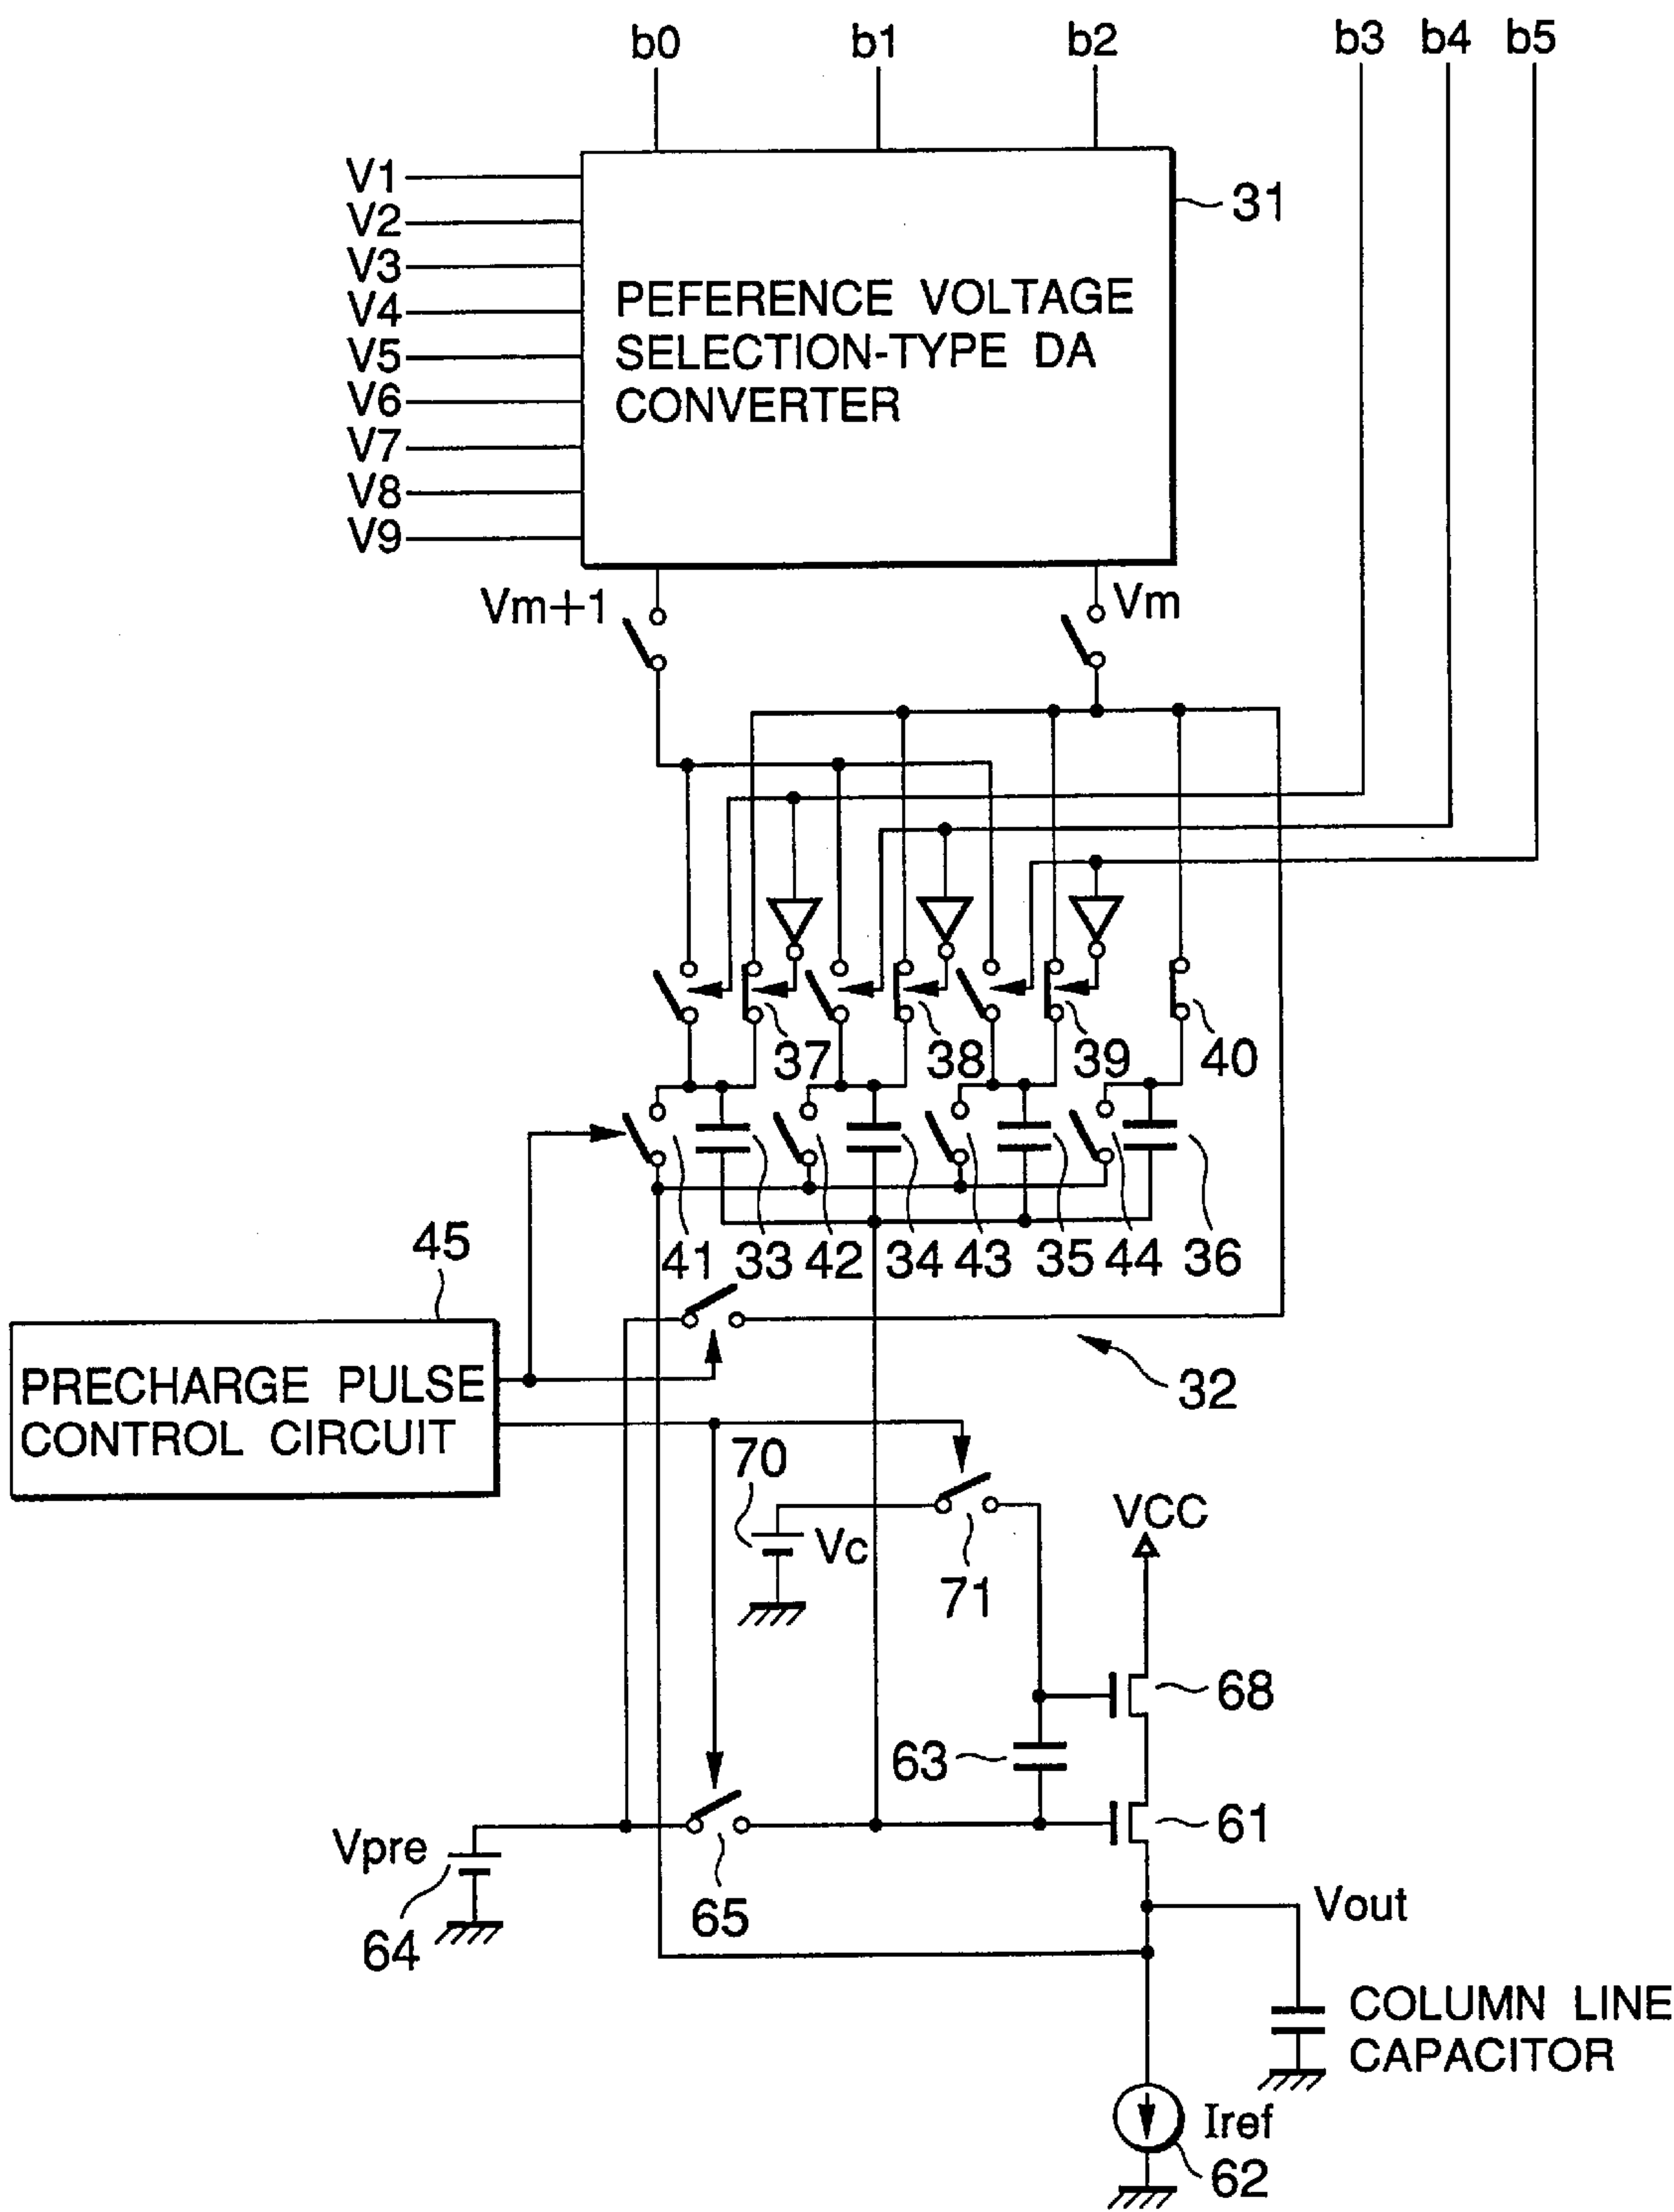 b0 b1 b2 b3 b4 b5
V1
V2
V3
V4
V5
V6
V7
V8
V9
31
PEFERENCE VOLTAGE
SELECTION-TYPE DA
CONVERTER
Vm+1 Vm
37 38 39 40
41 33 42 34 43 35 44 36
45
PRECHARGE PULSE
CONTROL CIRCUIT
32
70
Vc
71
VCC
68
63
61
Vpre
64
65
Vout
COLUMN LINE
CAPACITOR
Iref
62